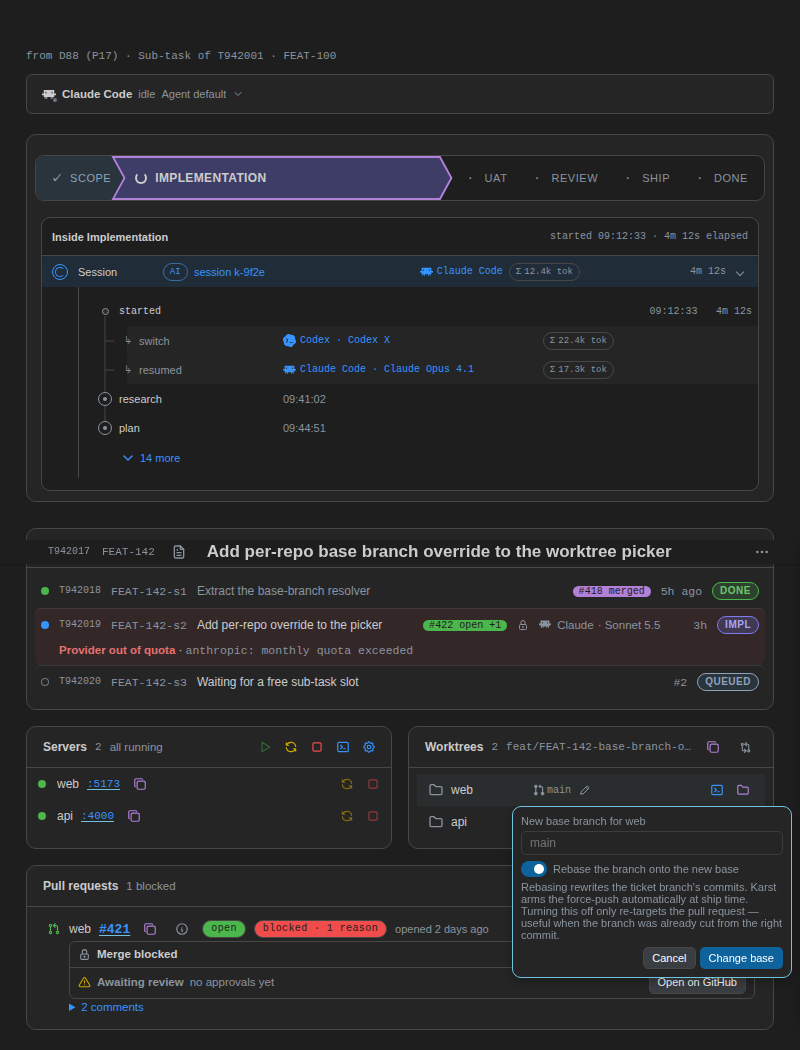 from D88 (P17) · Sub-task of T942001 · FEAT-100
Claude Code idle Agent default
SCOPE IMPLEMENTATION · UAT · REVIEW · SHIP · DONE
Inside Implementation started 09:12:33 · 4m 12s elapsed
Session AI session k-9f2e Claude Code Σ 12.4k tok 4m 12s
started 09:12:33 4m 12s
↳ switch Codex · Codex X Σ 22.4k tok
↳ resumed Claude Code · Claude Opus 4.1 Σ 17.3k tok
research 09:41:02
plan 09:44:51
14 more
T942017 FEAT-142 Add per-repo base branch override to the worktree picker
T942018 FEAT-142-s1 Extract the base-branch resolver #418 merged 5h ago DONE
T942019 FEAT-142-s2 Add per-repo override to the picker #422 open +1 Claude · Sonnet 5.5 3h IMPL
Provider out of quota · anthropic: monthly quota exceeded
T942020 FEAT-142-s3 Waiting for a free sub-task slot #2 QUEUED
Servers 2 all running
web :5173
api :4000
Worktrees 2 feat/FEAT-142-base-branch-o…
web main
api
New base branch for web
main
Rebase the branch onto the new base
Rebasing rewrites the ticket branch's commits. Karst
arms the force-push automatically at ship time.
Turning this off only re-targets the pull request —
useful when the branch was already cut from the right
commit.
Cancel Change base
Pull requests 1 blocked
web #421 open blocked · 1 reason opened 2 days ago
Merge blocked
Awaiting review no approvals yet Open on GitHub
2 comments